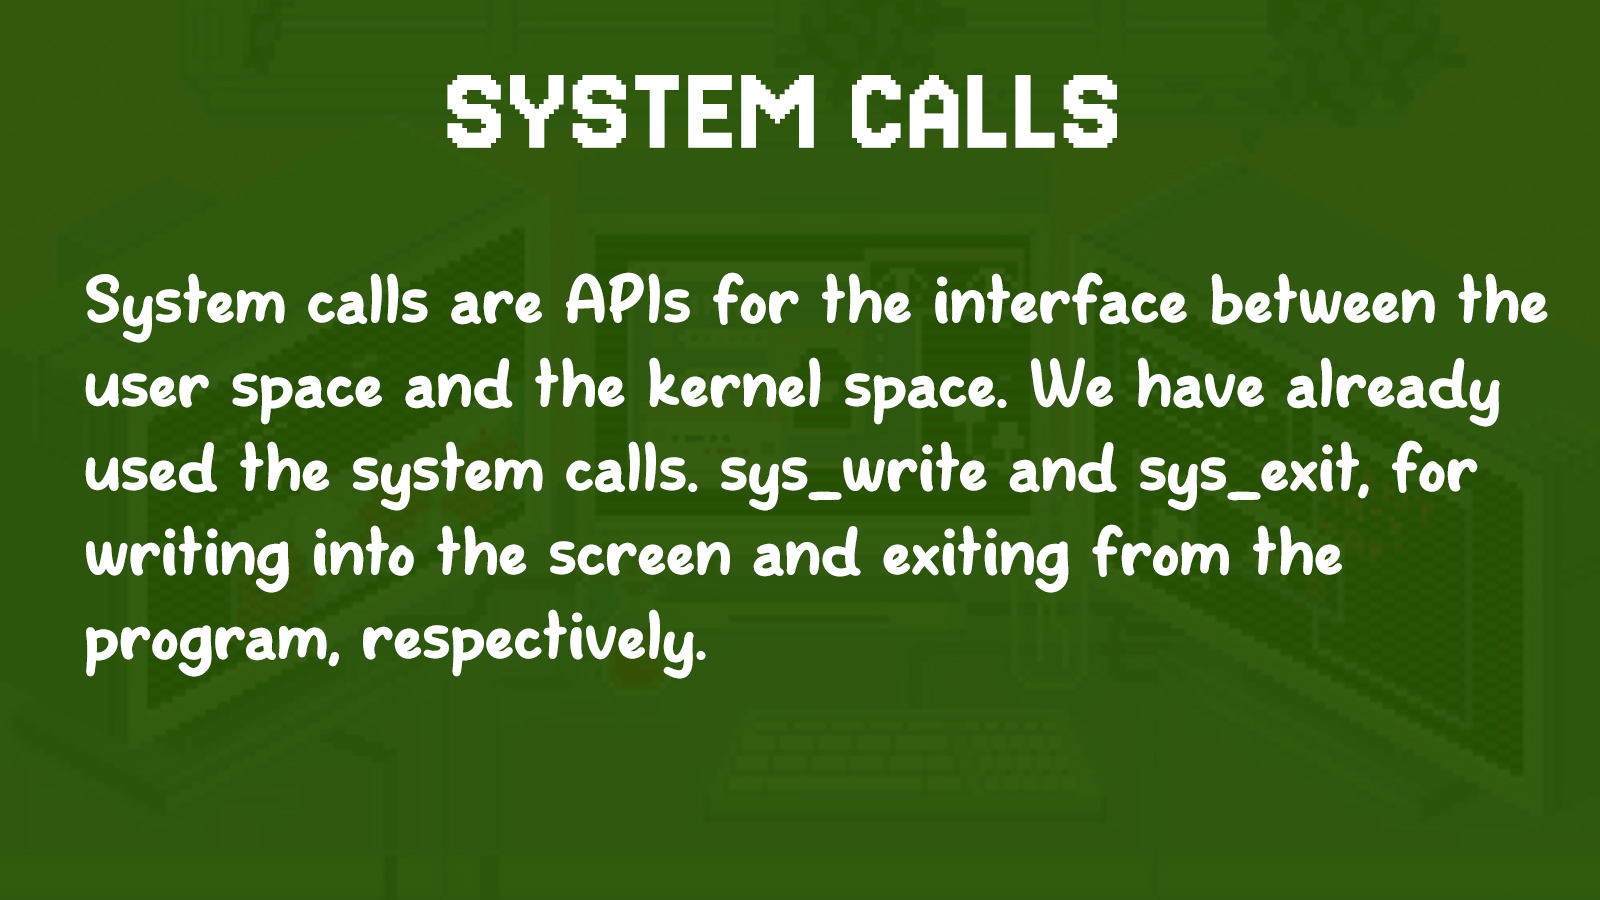 SYSTEM CALLS
System calls are APIs for the interface between the
user space and the kernel space. We have already
used the system calls. sys_write and sys_exit, for
writing into the screen and exiting from the
program, respectively.